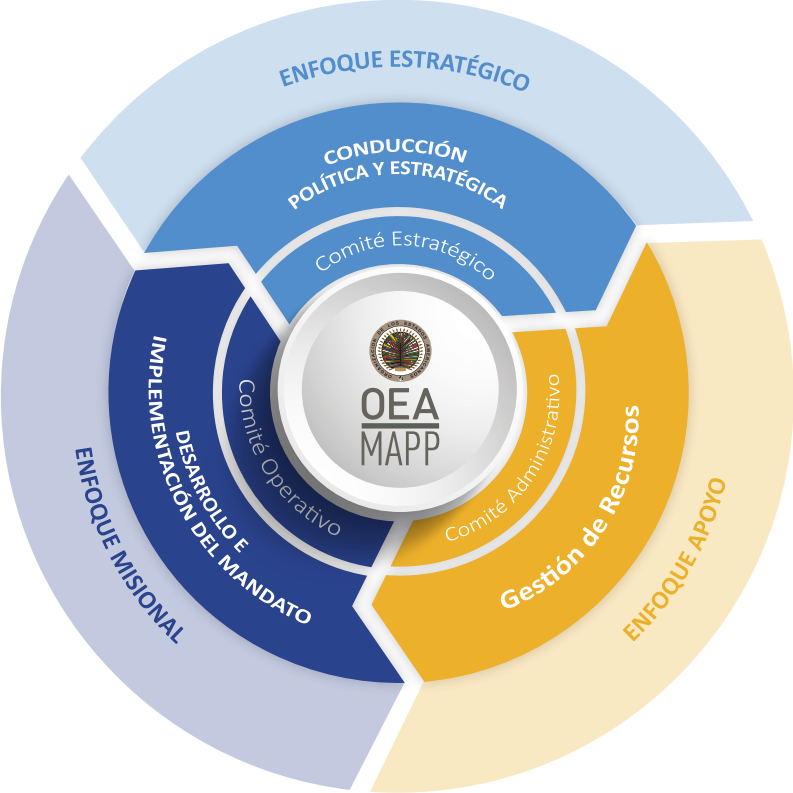 ENFOQUE ESTRATÉGICO
CONDUCCIÓN
POLÍTICA Y ESTRATÉGICA
Comité Estratégico
OEA
MAPP
Comité Operativo
DESARROLLO E
IMPLEMENTACIÓN DEL MANDATO
ENFOQUE MISIONAL
Comité Administrativo
Gestión de Recursos
ENFOQUE APOYO